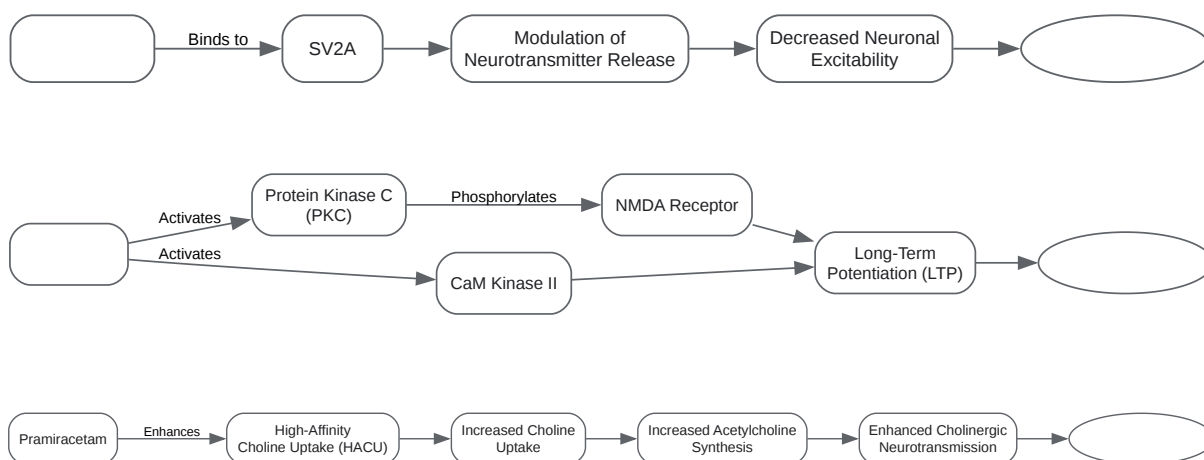 Binds to
SV2A
Modulation of
Neurotransmitter Release
Decreased Neuronal
Excitability
Activates
Activates
Protein Kinase C
(PKC)
Phosphorylates
NMDA Receptor
CaM Kinase II
Long-Term
Potentiation (LTP)
Pramiracetam
Enhances
High-Affinity
Choline Uptake (HACU)
Increased Choline
Uptake
Increased Acetylcholine
Synthesis
Enhanced Cholinergic
Neurotransmission